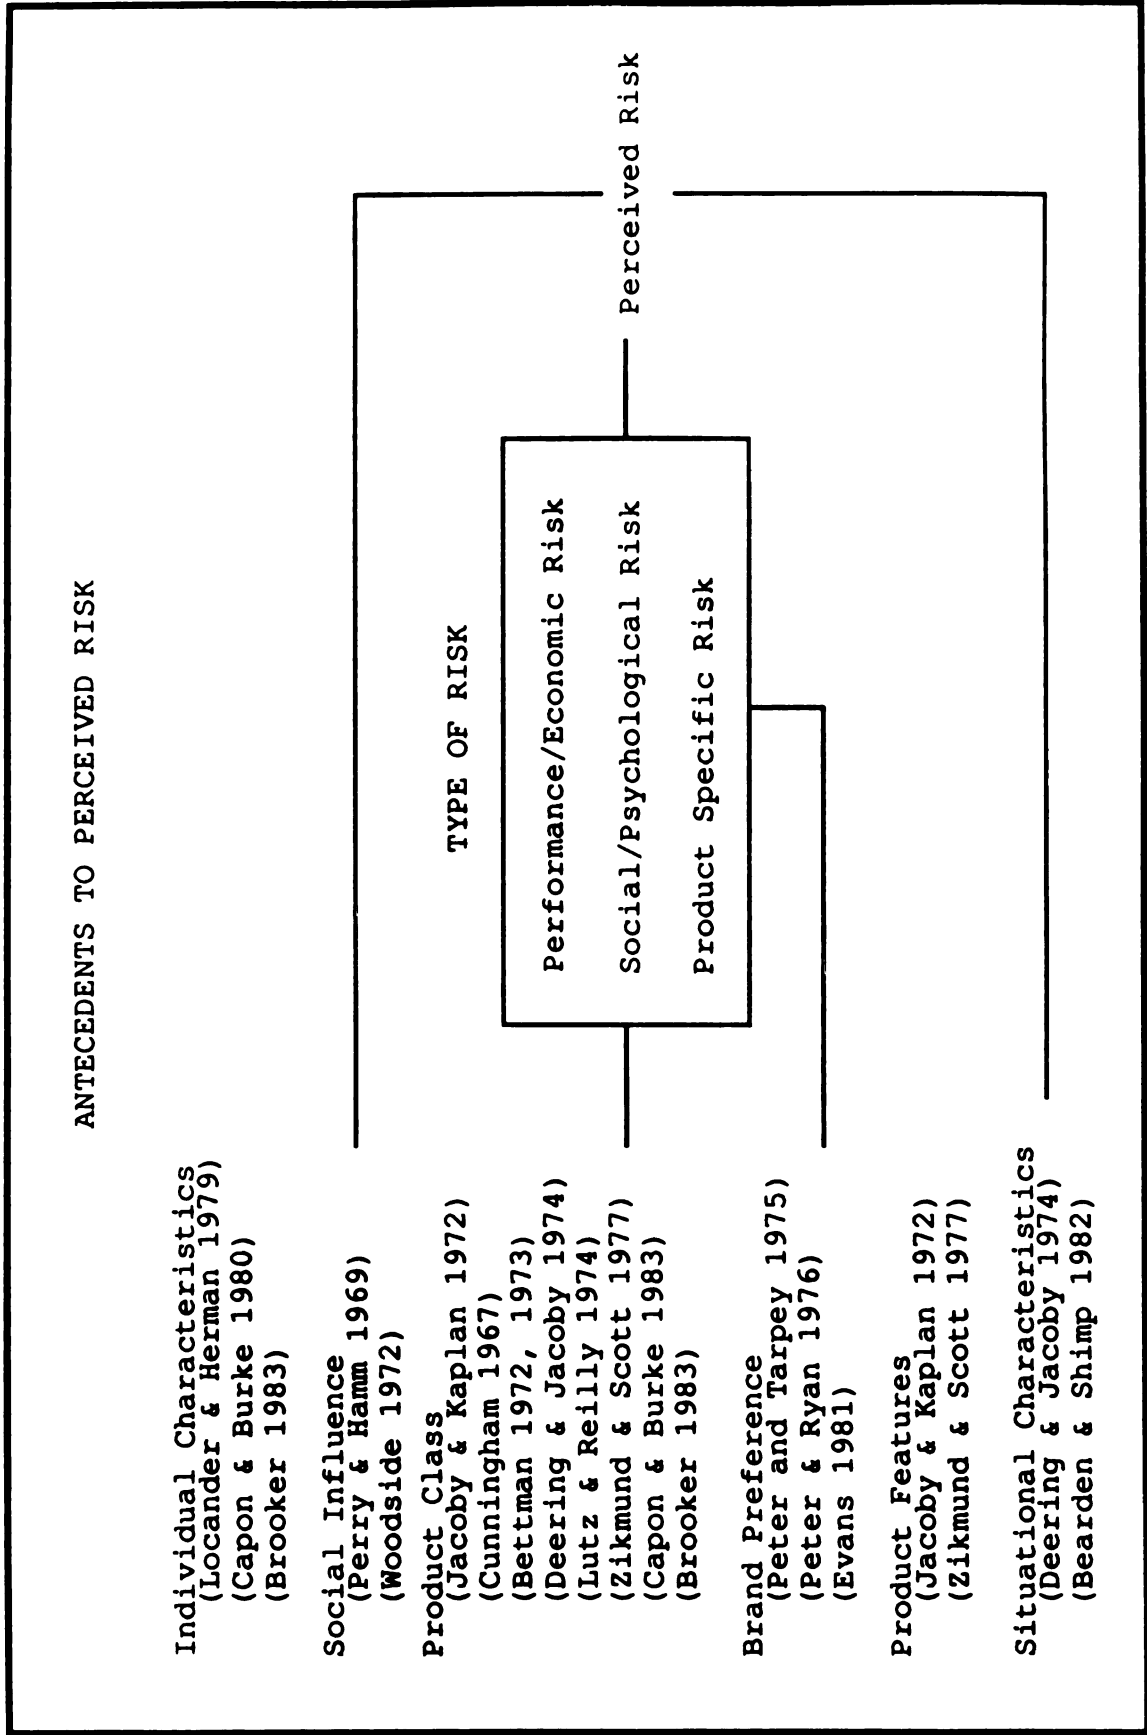 ANTECEDENTS TO PERCEIVED RISK
Individual Characteristics
(Locander & Herman 1979)
(Capon & Burke 1980)
(Brooker 1983)
Social Influence
(Perry & Hamm 1969)
(Woodside 1972)
Product Class
(Jacoby & Kaplan 1972)
(Cunningham 1967)
(Bettman 1972, 1973)
(Deering & Jacoby 1974)
(Lutz & Reilly 1974)
(Zikmund & Scott 1977)
(Capon & Burke 1983)
(Brooker 1983)
Brand Preference
(Peter and Tarpey 1975)
(Peter & Ryan 1976)
(Evans 1981)
Product Features
(Jacoby & Kaplan 1972)
(Zikmund & Scott 1977)
Situational Characteristics
(Deering & Jacoby 1974)
(Bearden & Shimp 1982)
TYPE OF RISK
Performance/Economic Risk
Social/Psychological Risk
Product Specific Risk
Perceived Risk